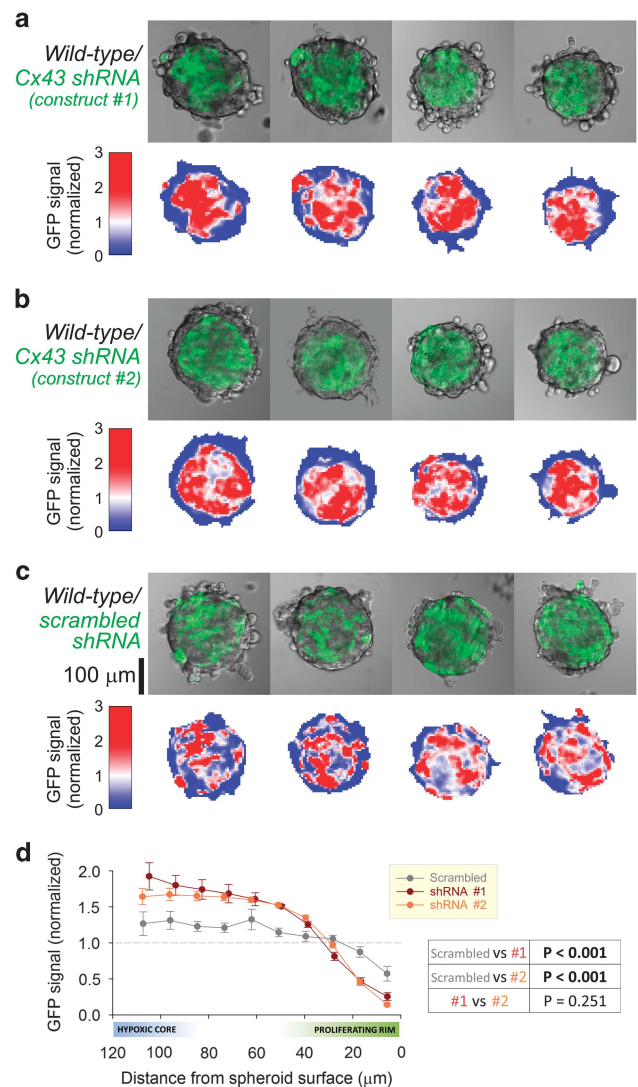 a
Wild-type/
Cx43 shRNA
(construct #1)
GFP signal
(normalized)
3
2
1
0
b
Wild-type/
Cx43 shRNA
(construct #2)
GFP signal
(normalized)
3
2
1
0
c
Wild-type/
scrambled
shRNA
100 μm
GFP signal
(normalized)
3
2
1
0
d
GFP signal (normalized)
2.0
1.5
1.0
0.5
0.0
Scrambled
shRNA #1
shRNA #2
HYPOXIC CORE PROLIFERATING RIM
120 100 80 60 40 20 0
Distance from spheroid surface (μm)
Scrambled vs #1 P < 0.001
Scrambled vs #2 P < 0.001
#1 vs #2 P = 0.251